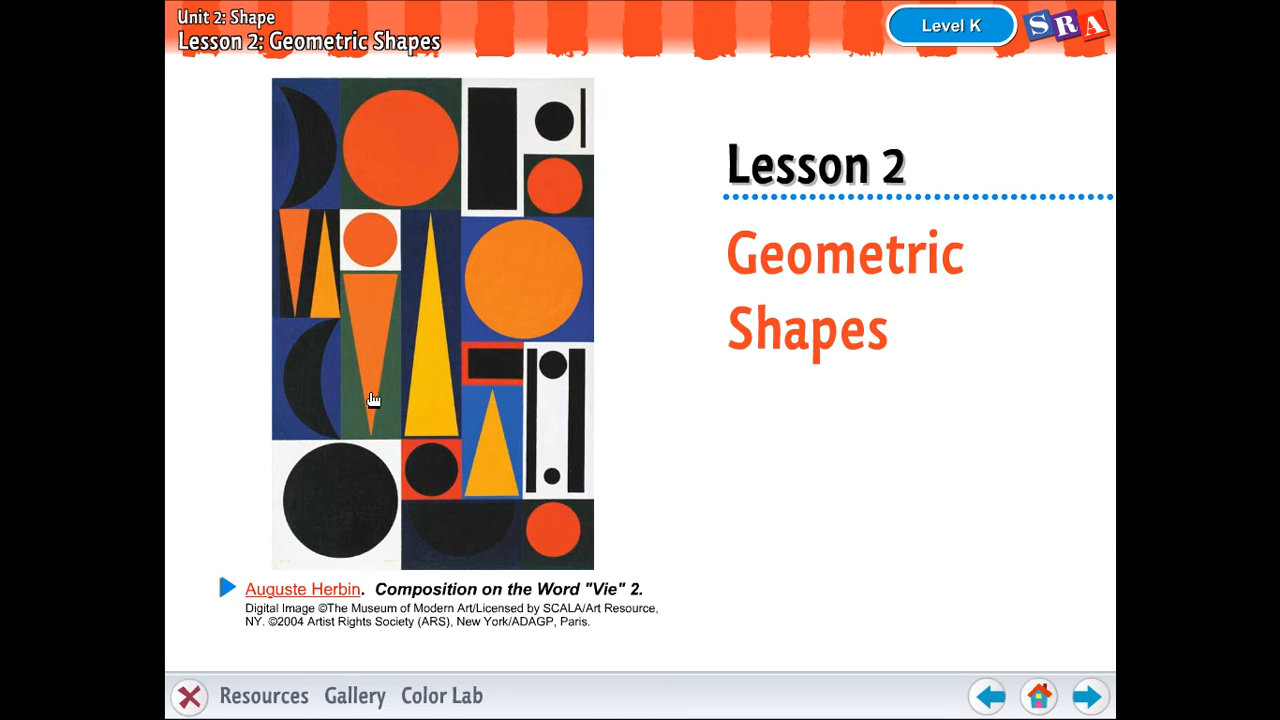 Unit 2: Shape
Lesson 2: Geometric Shapes
Level K
SRA
Lesson 2
Geometric
Shapes
Auguste Herbin. Composition on the Word "Vie" 2.
Digital Image ©The Museum of Modern Art/Licensed by SCALA/Art Resource,
NY. ©2004 Artist Rights Society (ARS), New York/ADAGP, Paris.
Resources Gallery Color Lab